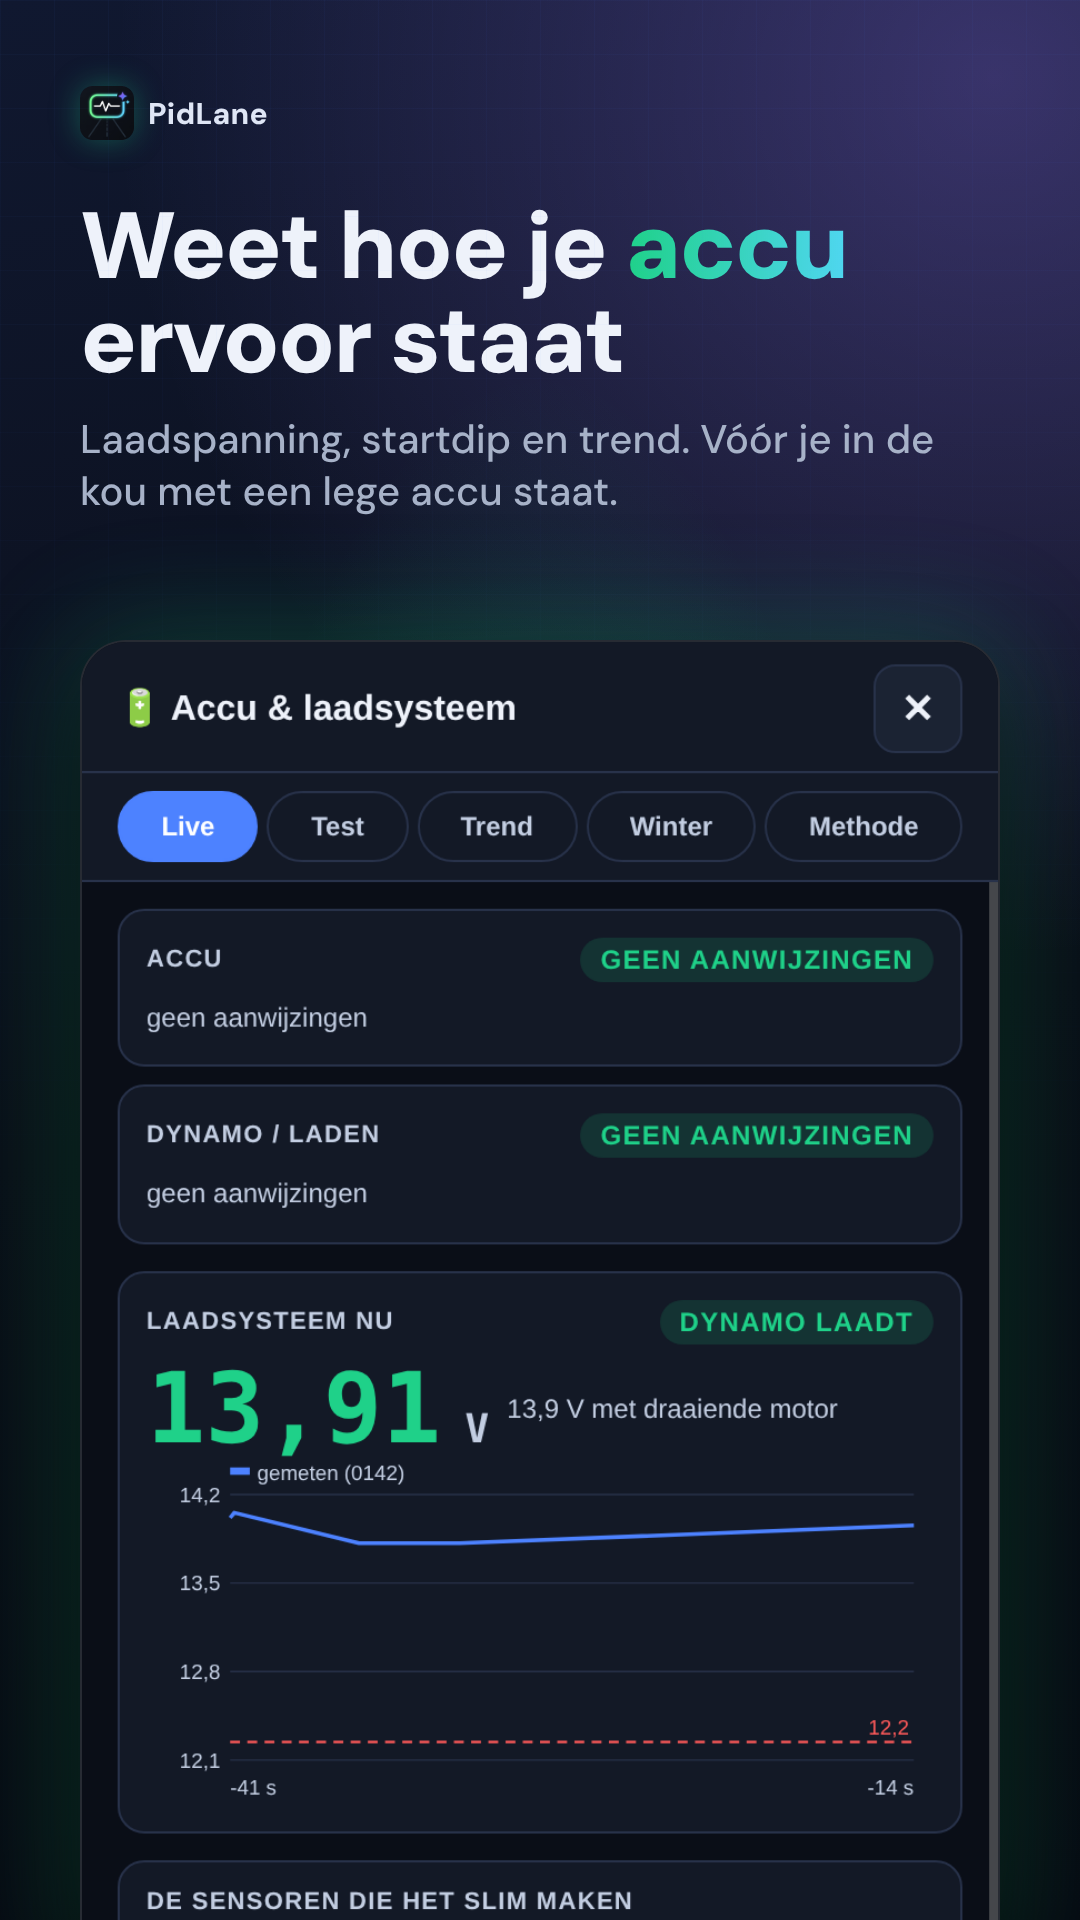 PidLane
Weet hoe je accu
ervoor staat
Laadspanning, startdip en trend. Vóór je in de
kou met een lege accu staat.
Accu & laadsysteem
Live
Test
Trend
Winter
Methode
ACCU
GEEN AANWIJZINGEN
geen aanwijzingen
DYNAMO / LADEN
GEEN AANWIJZINGEN
geen aanwijzingen
LAADSYSTEEM NU
DYNAMO LAADT
13,91 V
13,9 V met draaiende motor
gemeten (0142)
14,2
13,5
12,8
12,2
12,1
-41 s
-14 s
DE SENSOREN DIE HET SLIM MAKEN